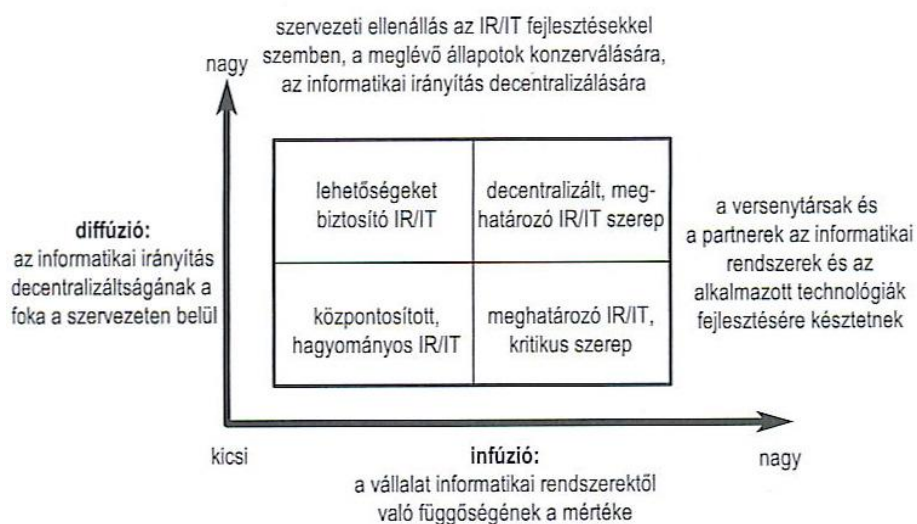 szervezeti ellenállás az IR/IT fejlesztésekkel
szemben, a meglévő állapotok konzerválására,
az informatikai irányítás decentralizálására
nagy
lehetőségeket
biztosító IR/IT
decentralizált, meg-
határozó IR/IT szerep
diffúzió:
az informatikai irányítás
decentralizáltságának a
foka a szervezeten belül
a versenytársak és
a partnerek az informatikai
rendszerek és az
alkalmazott technológiák
fejlesztésére késztetnek
központosított,
hagyományos IR/IT
meghatározó IR/IT,
kritikus szerep
kicsi
infúzió:
nagy
a vállalat informatikai rendszerektől
való függőségének a mértéke